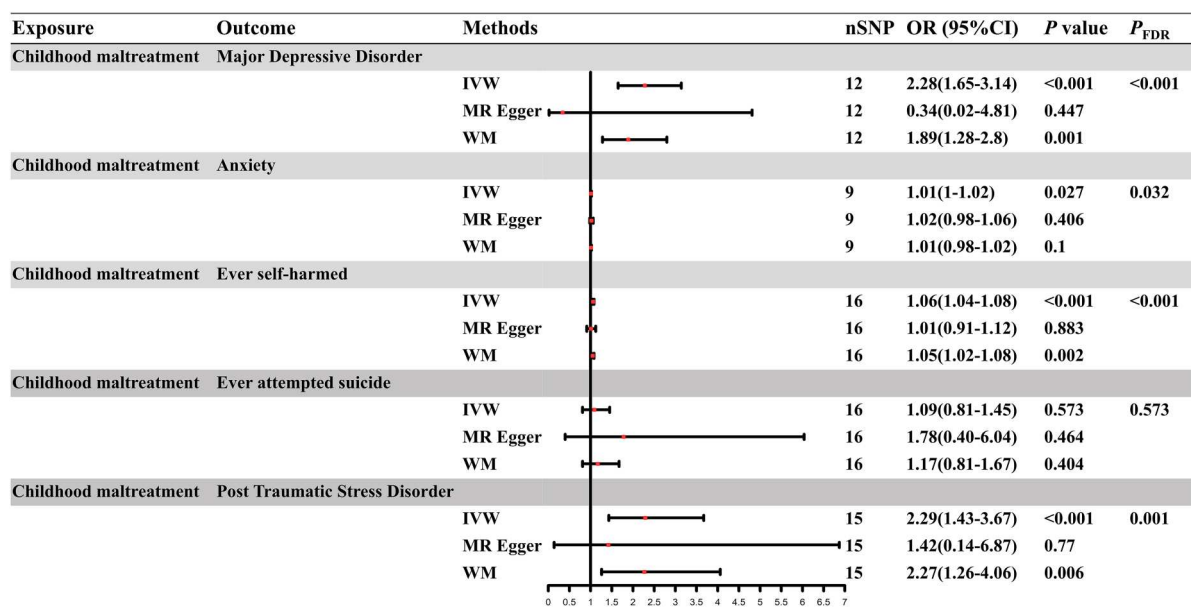 Exposure Outcome Methods nSNP OR (95%CI) P value PFDR
Childhood maltreatment Major Depressive Disorder
IVW 12 2.28(1.65-3.14) <0.001 <0.001
MR Egger 12 0.34(0.02-4.81) 0.447
WM 12 1.89(1.28-2.8) 0.001
Childhood maltreatment Anxiety
IVW 9 1.01(1-1.02) 0.027 0.032
MR Egger 9 1.02(0.98-1.06) 0.406
WM 9 1.01(0.98-1.02) 0.1
Childhood maltreatment Ever self-harmed
IVW 16 1.06(1.04-1.08) <0.001 <0.001
MR Egger 16 1.01(0.91-1.12) 0.883
WM 16 1.05(1.02-1.08) 0.002
Childhood maltreatment Ever attempted suicide
IVW 16 1.09(0.81-1.45) 0.573 0.573
MR Egger 16 1.78(0.40-6.04) 0.464
WM 16 1.17(0.81-1.67) 0.404
Childhood maltreatment Post Traumatic Stress Disorder
IVW 15 2.29(1.43-3.67) <0.001 0.001
MR Egger 15 1.42(0.14-6.87) 0.77
WM 15 2.27(1.26-4.06) 0.006
0 0.5 1 1.5 2 2.5 3 3.5 4 4.5 5 5.5 6 6.5 7